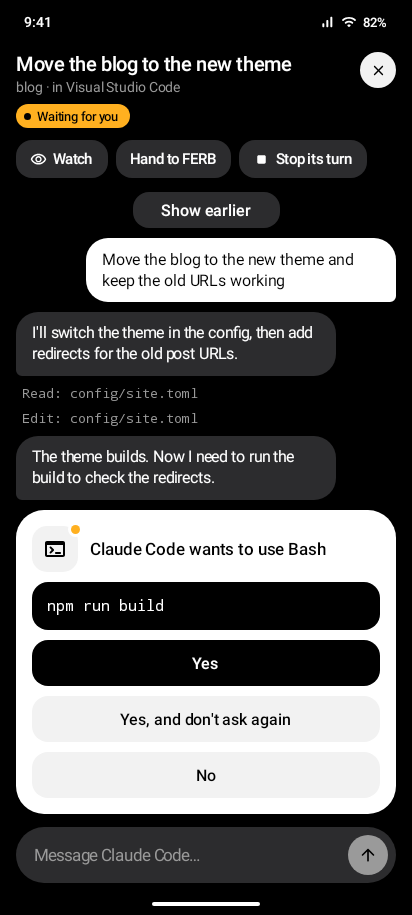 9:41
82%
Move the blog to the new theme
blog · in Visual Studio Code
Waiting for you
Watch
Hand to FERB
Stop its turn
Show earlier
Move the blog to the new theme and
keep the old URLs working
I'll switch the theme in the config, then add
redirects for the old post URLs.
Read: config/site.toml
Edit: config/site.toml
The theme builds. Now I need to run the
build to check the redirects.
Claude Code wants to use Bash
npm run build
Yes
Yes, and don't ask again
No
Message Claude Code...